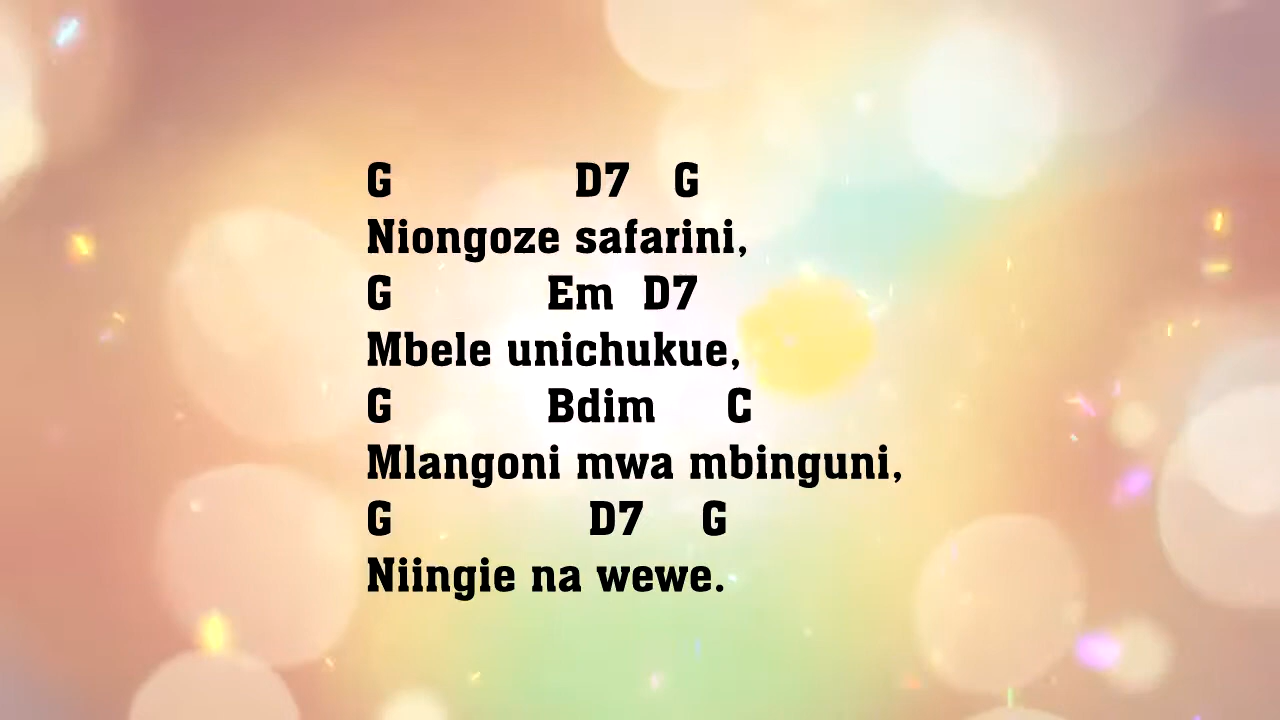 G D7 G
Niongoze safarini,
G Em D7
Mbele unichukue,
G Bdim C
Mlangoni mwa mbinguni,
G D7 G
Niingie na wewe.